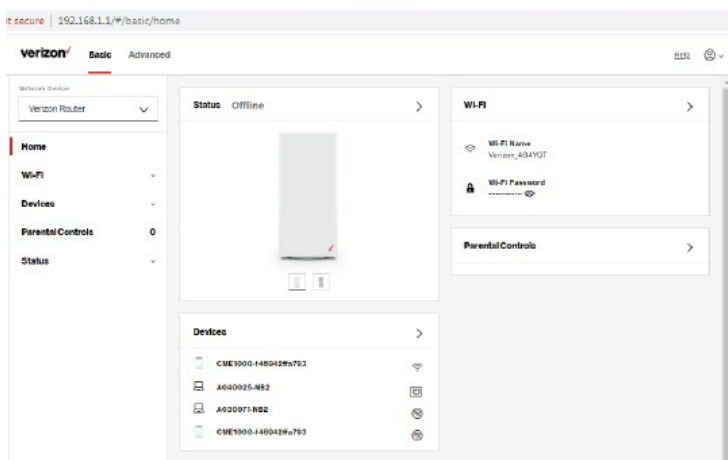 t secure | 192.168.1.1/#/basic/home
verizon Basic Advanced Help
Network Device
Verizon Router
Home
Wi-Fi
Devices
Parental Controls 0
Status
Status Offline
Devices
A040025-NB2
A030071-NB2
Wi-Fi
Wi-Fi Name
Wi-Fi Password
Parental Controls